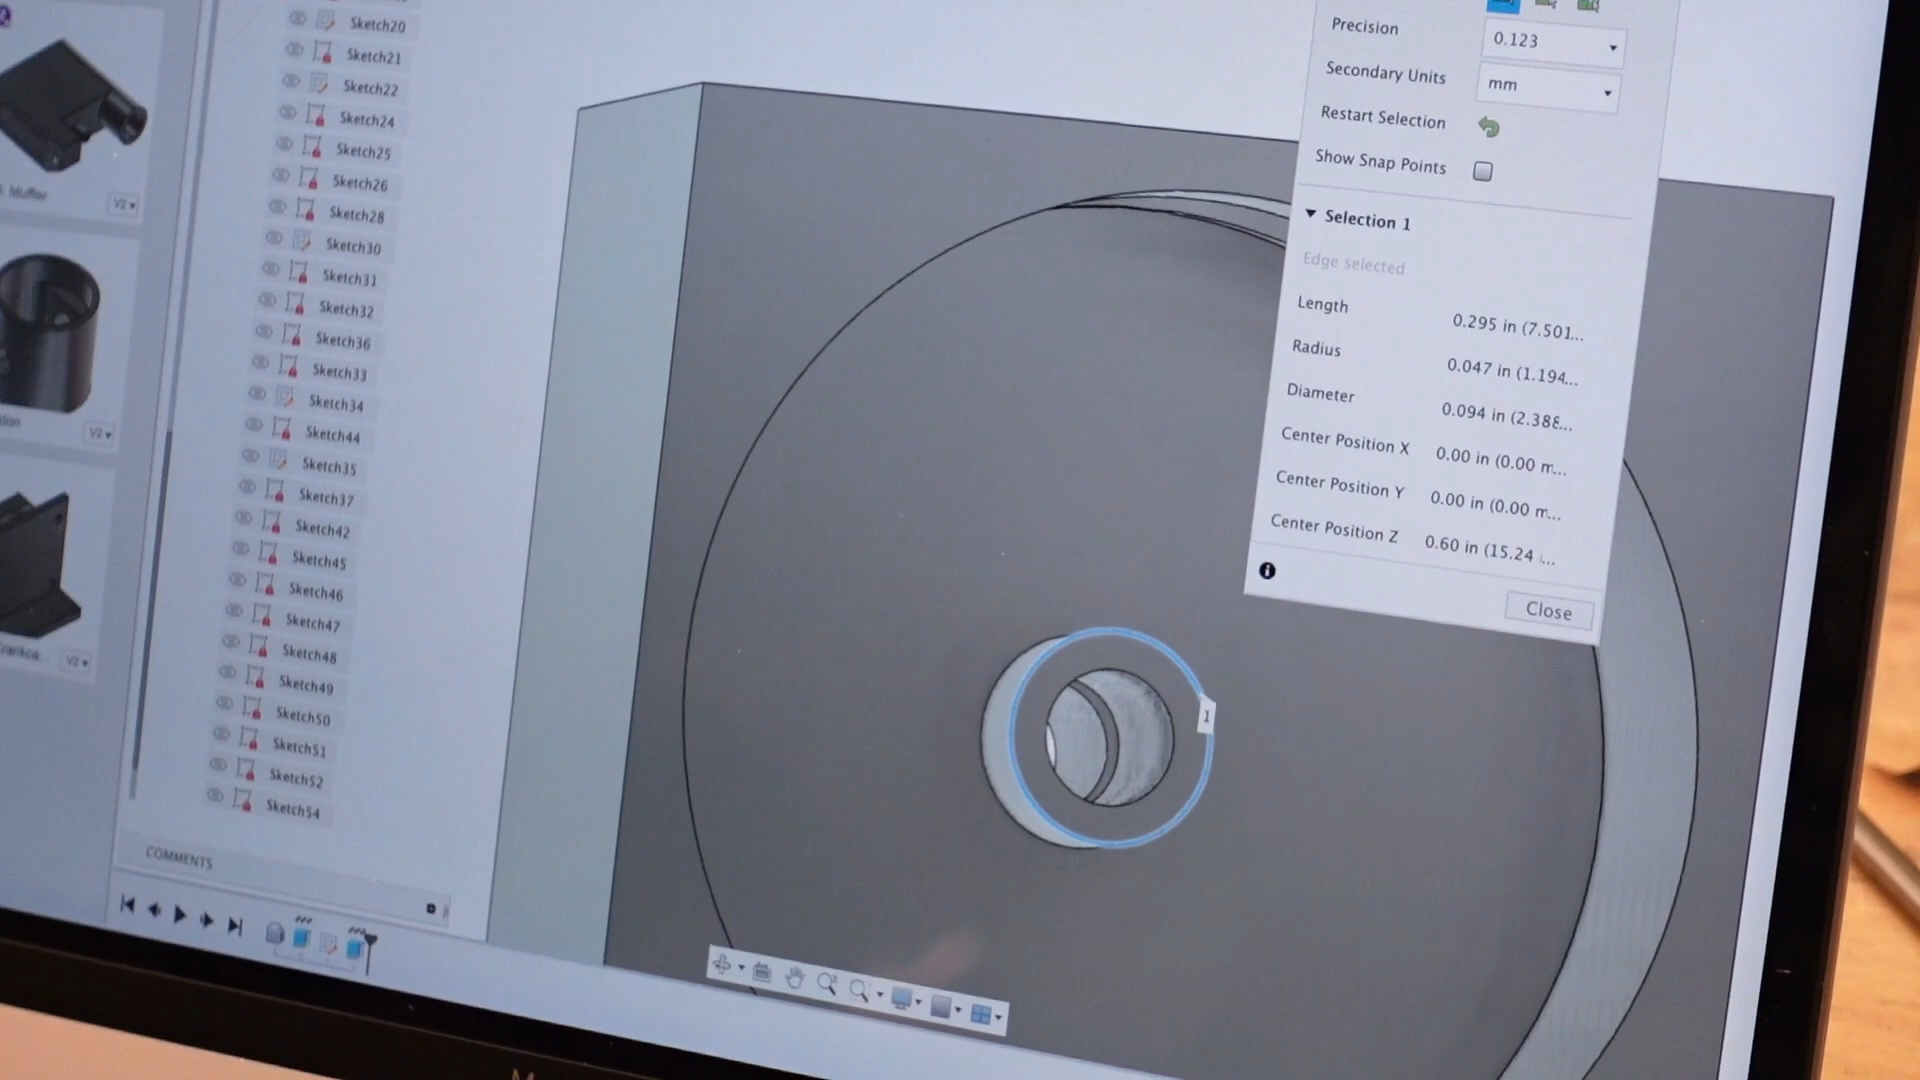 Muffler
V2
V2
V2
Sketch20
Sketch21
Sketch22
Sketch24
Sketch25
Sketch26
Sketch28
Sketch30
Sketch31
Sketch32
Sketch36
Sketch33
Sketch34
Sketch44
Sketch35
Sketch37
Sketch42
Sketch45
Sketch46
Sketch47
Sketch48
Sketch49
Sketch50
Sketch51
Sketch52
Sketch54
COMMENTS
Precision 0.123
Secondary Units mm
Restart Selection
Show Snap Points
Selection 1
Edge selected
Length 0.295 in (7.501...
Radius 0.047 in (1.194...
Diameter 0.094 in (2.388...
Center Position X 0.00 in (0.00 m...
Center Position Y 0.00 in (0.00 m...
Center Position Z 0.60 in (15.24 ...
Close
1